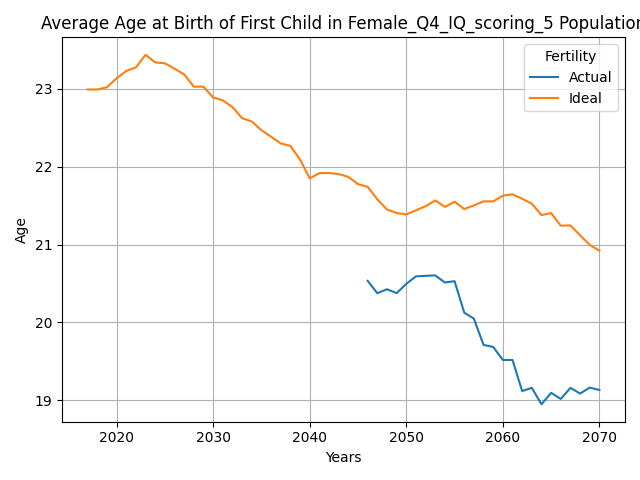 Average Age at Birth of First Child in Female_Q4_IQ_scoring_5 Population
Fertility
Actual
Ideal
Age
23
22
21
20
19
2020
2030
2040
2050
2060
2070
Years